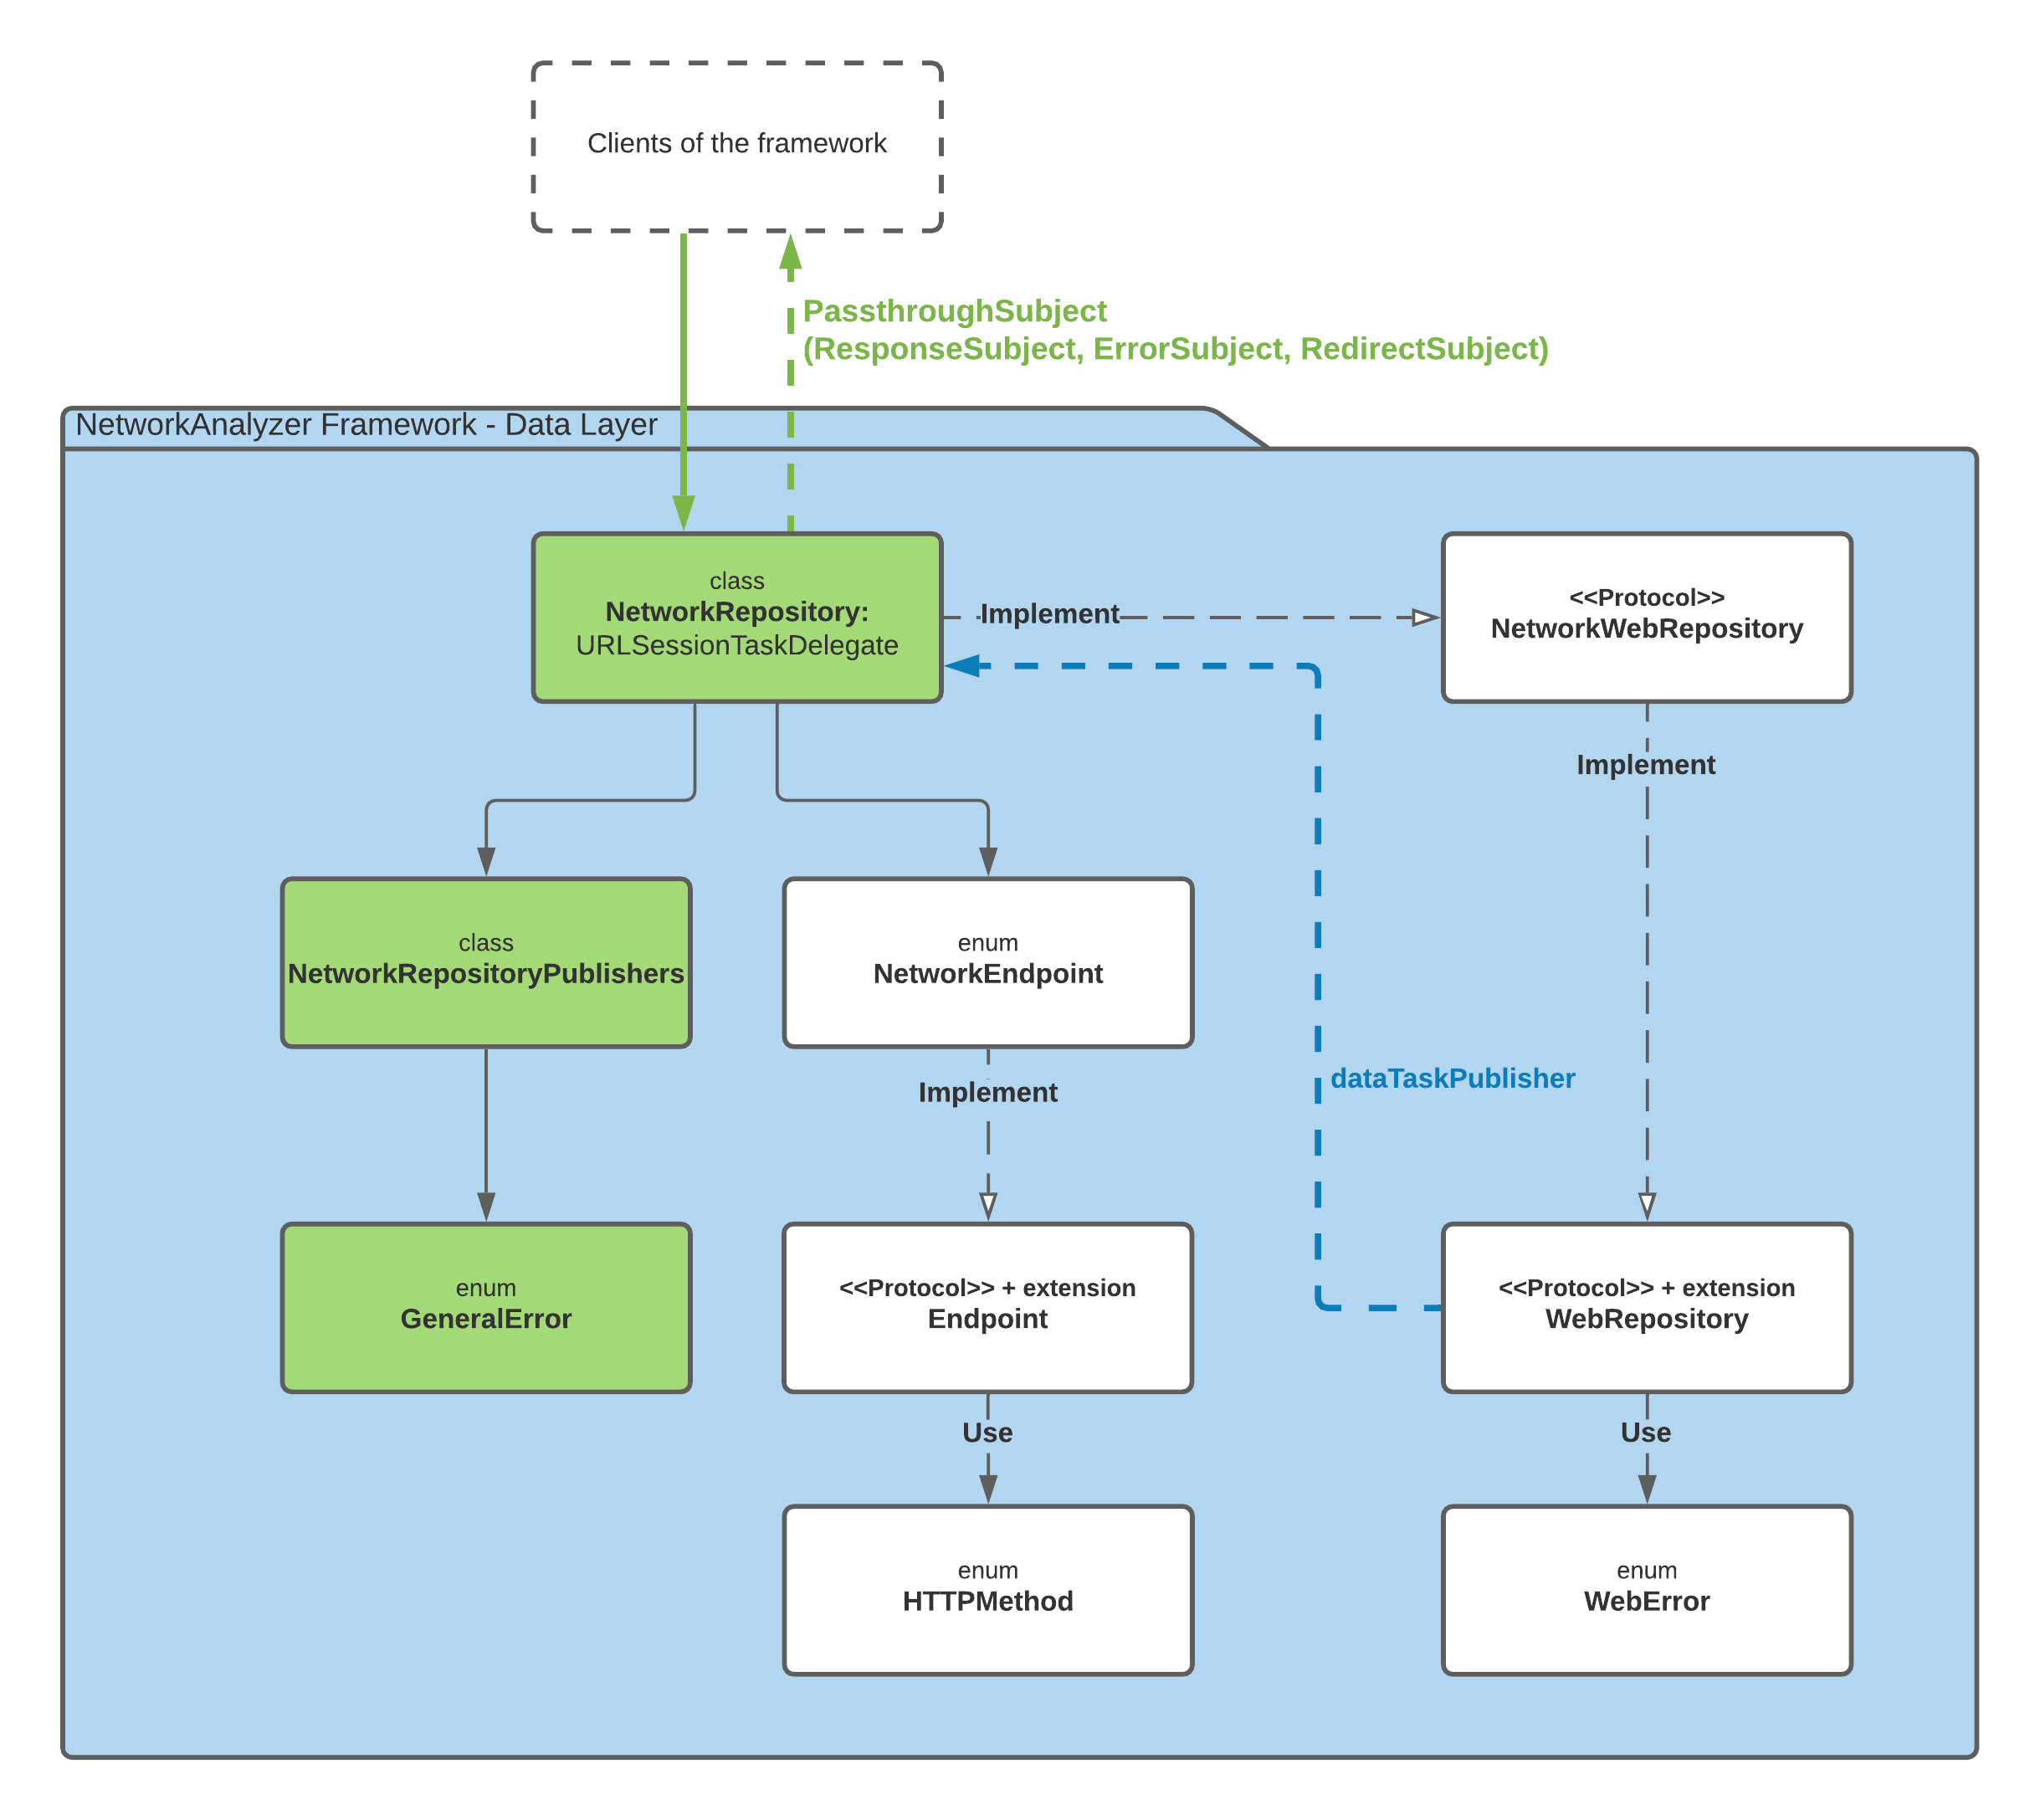 Clients of the framework
PassthroughSubject
(ResponseSubject, ErrorSubject, RedirectSubject)
NetworkAnalyzer Framework - Data Layer
class
NetworkRepository:
URLSessionTaskDelegate
Implement
<<Protocol>>
NetworkWebRepository
Implement
class
NetworkRepositoryPublishers
enum
NetworkEndpoint
Implement
dataTaskPublisher
enum
GeneralError
<<Protocol>> + extension
Endpoint
<<Protocol>> + extension
WebRepository
Use
Use
enum
HTTPMethod
enum
WebError